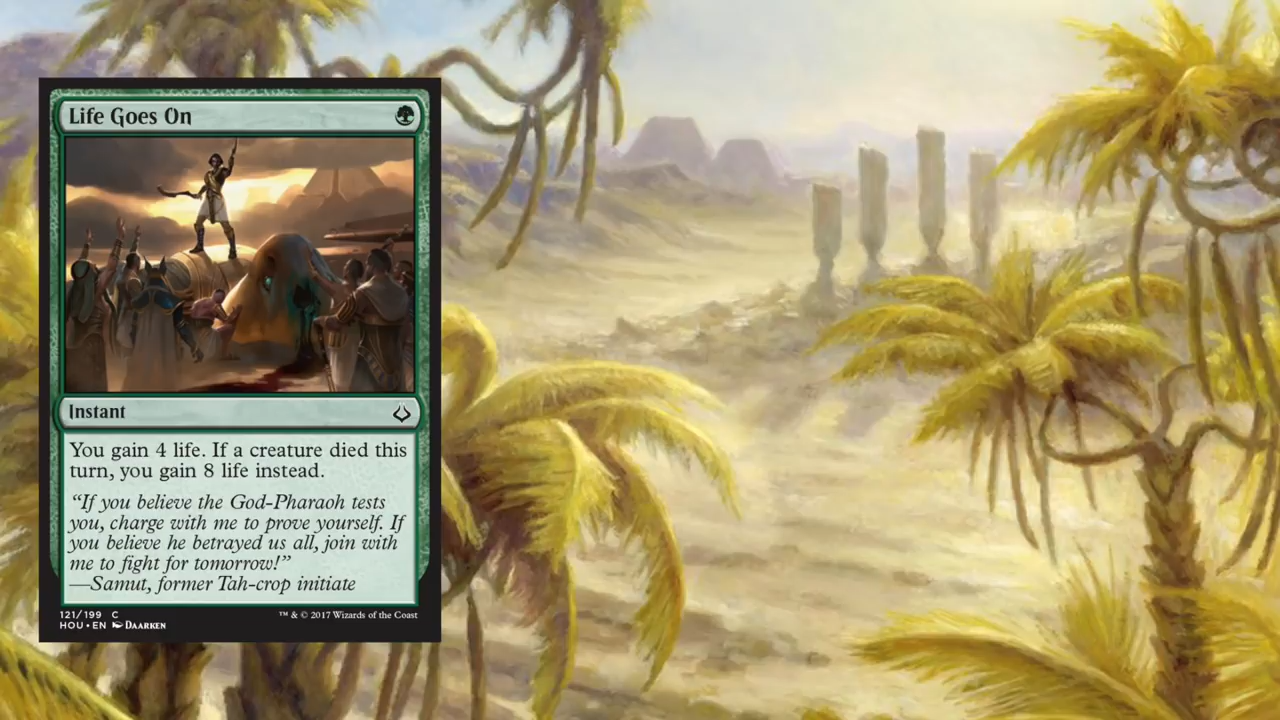 Life Goes On
Instant
You gain 4 life. If a creature died this
turn, you gain 8 life instead.
“If you believe the God-Pharaoh tests
you, charge with me to prove yourself. If
you believe he betrayed us all, join with
me to fight for tomorrow!”
—Samut, former Tah-crop initiate
121/199 C
HOU • EN DAARKEN
™ & © 2017 Wizards of the Coast